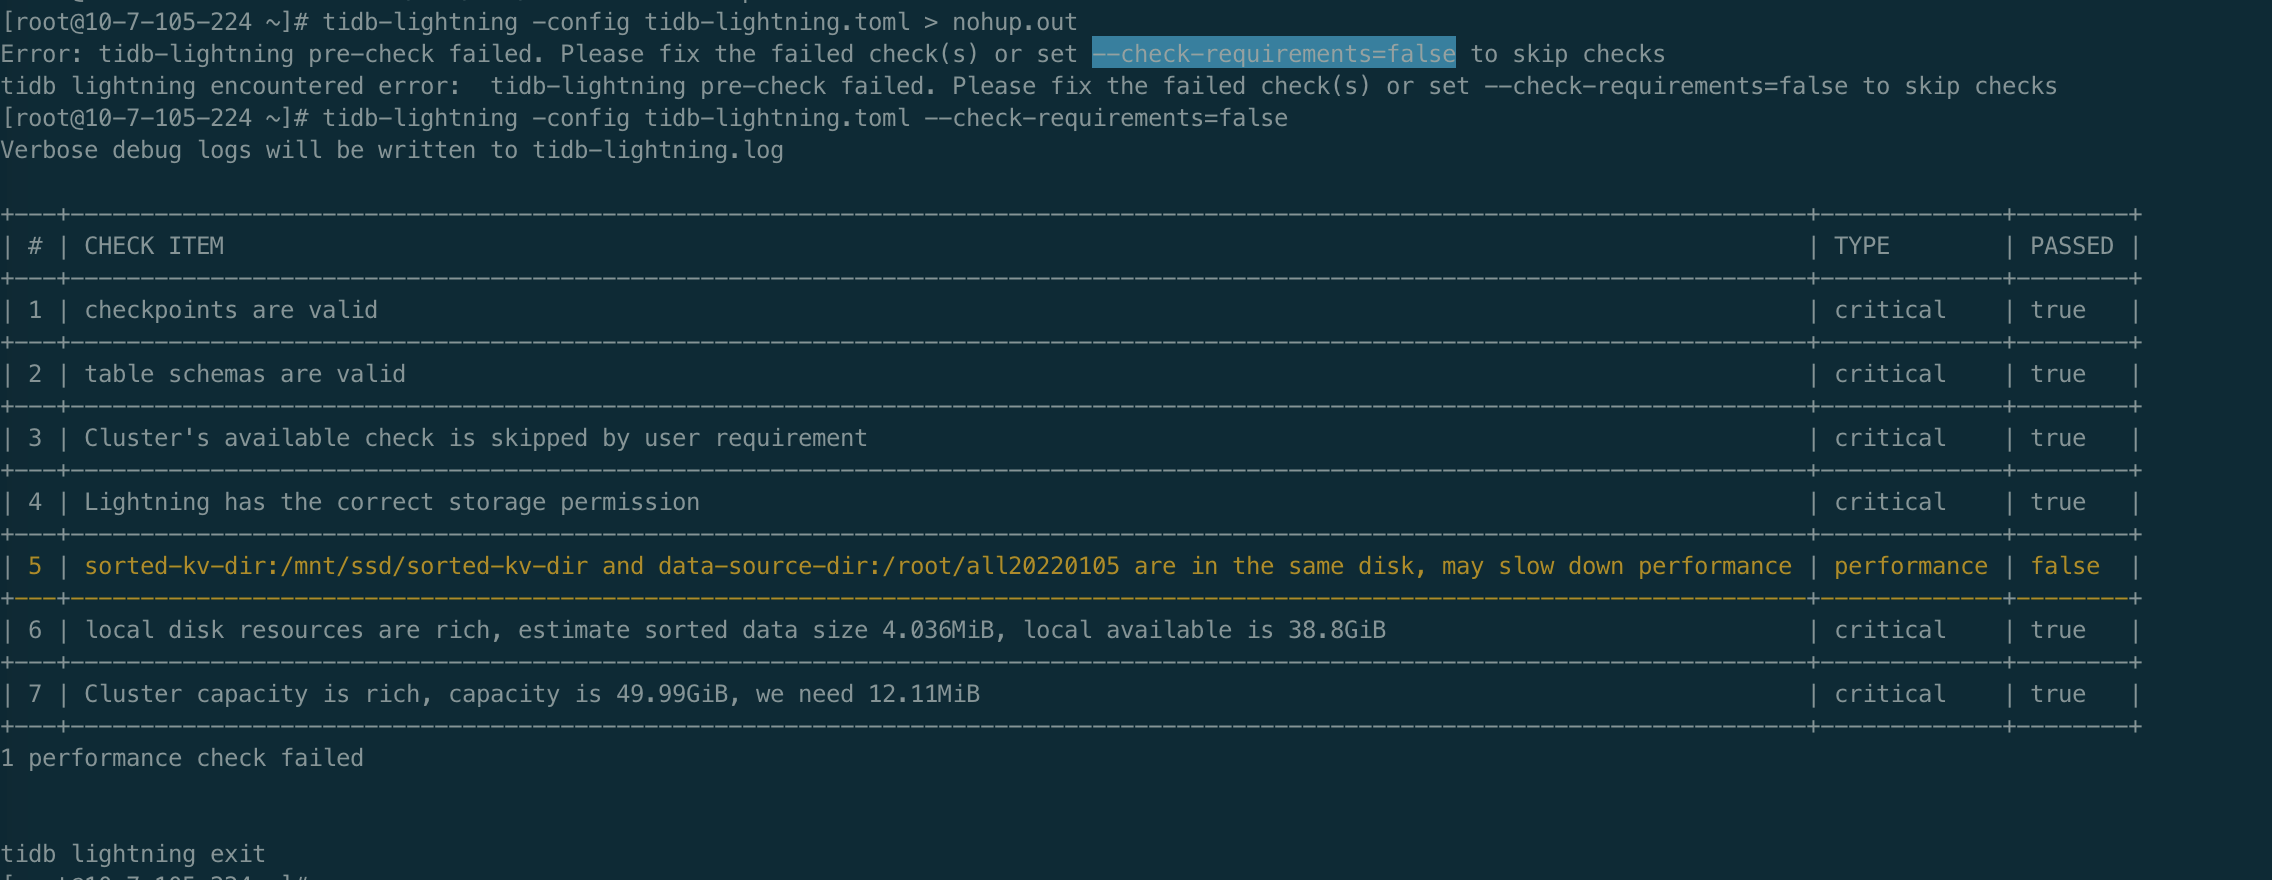 [root@10-7-105-224 ~]# tidb-lightning -config tidb-lightning.toml > nohup.out
Error: tidb-lightning pre-check failed. Please fix the failed check(s) or set --check-requirements=false to skip checks
tidb lightning encountered error:  tidb-lightning pre-check failed. Please fix the failed check(s) or set --check-requirements=false to skip checks
[root@10-7-105-224 ~]# tidb-lightning -config tidb-lightning.toml --check-requirements=false
Verbose debug logs will be written to tidb-lightning.log
| # | CHECK ITEM | TYPE | PASSED |
| 1 | checkpoints are valid | critical | true |
| 2 | table schemas are valid | critical | true |
| 3 | Cluster's available check is skipped by user requirement | critical | true |
| 4 | Lightning has the correct storage permission | critical | true |
| 5 | sorted-kv-dir:/mnt/ssd/sorted-kv-dir and data-source-dir:/root/all20220105 are in the same disk, may slow down performance | performance | false |
| 6 | local disk resources are rich, estimate sorted data size 4.036MiB, local available is 38.8GiB | critical | true |
| 7 | Cluster capacity is rich, capacity is 49.99GiB, we need 12.11MiB | critical | true |
1 performance check failed
tidb lightning exit